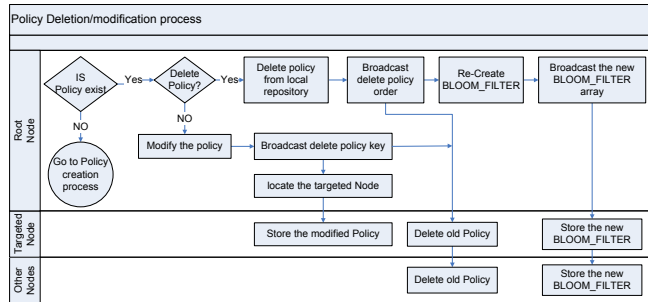 Policy Deletion/modification process
Root
Node
IS
Policy exist
Yes
Delete
Policy?
Yes
Delete policy
from local
repository
Broadcast
delete policy
order
Re-Create
BLOOM_FILTER
Broadcast the new
BLOOM_FILTER
array
NO
NO
Go to Policy
creation
process
Modify the policy
Broadcast delete policy key
locate the targeted Node
Targeted
Node
Store the modified Policy
Delete old Policy
Store the new
BLOOM_FILTER
Other
Nodes
Delete old Policy
Store the new
BLOOM_FILTER